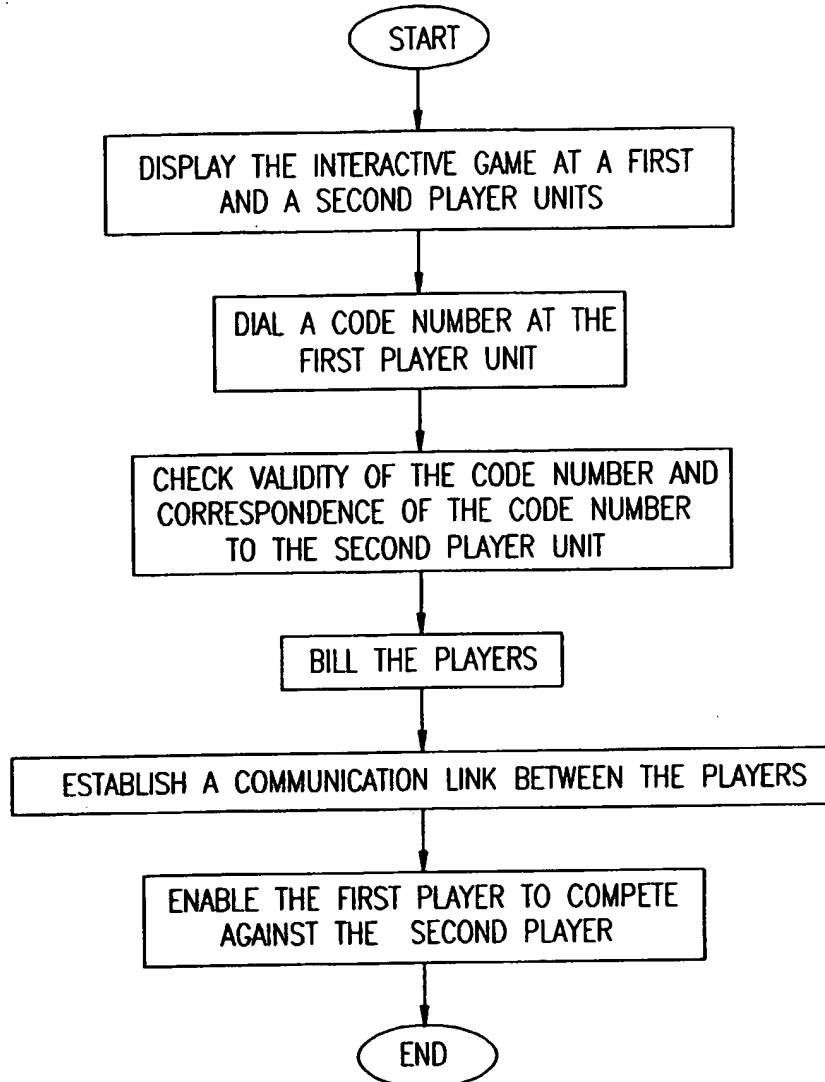 START
DISPLAY THE INTERACTIVE GAME AT A FIRST
AND A SECOND PLAYER UNITS
DIAL A CODE NUMBER AT THE
FIRST PLAYER UNIT
CHECK VALIDITY OF THE CODE NUMBER AND
CORRESPONDENCE OF THE CODE NUMBER
TO THE SECOND PLAYER UNIT
BILL THE PLAYERS
ESTABLISH A COMMUNICATION LINK BETWEEN THE PLAYERS
ENABLE THE FIRST PLAYER TO COMPETE
AGAINST THE SECOND PLAYER
END